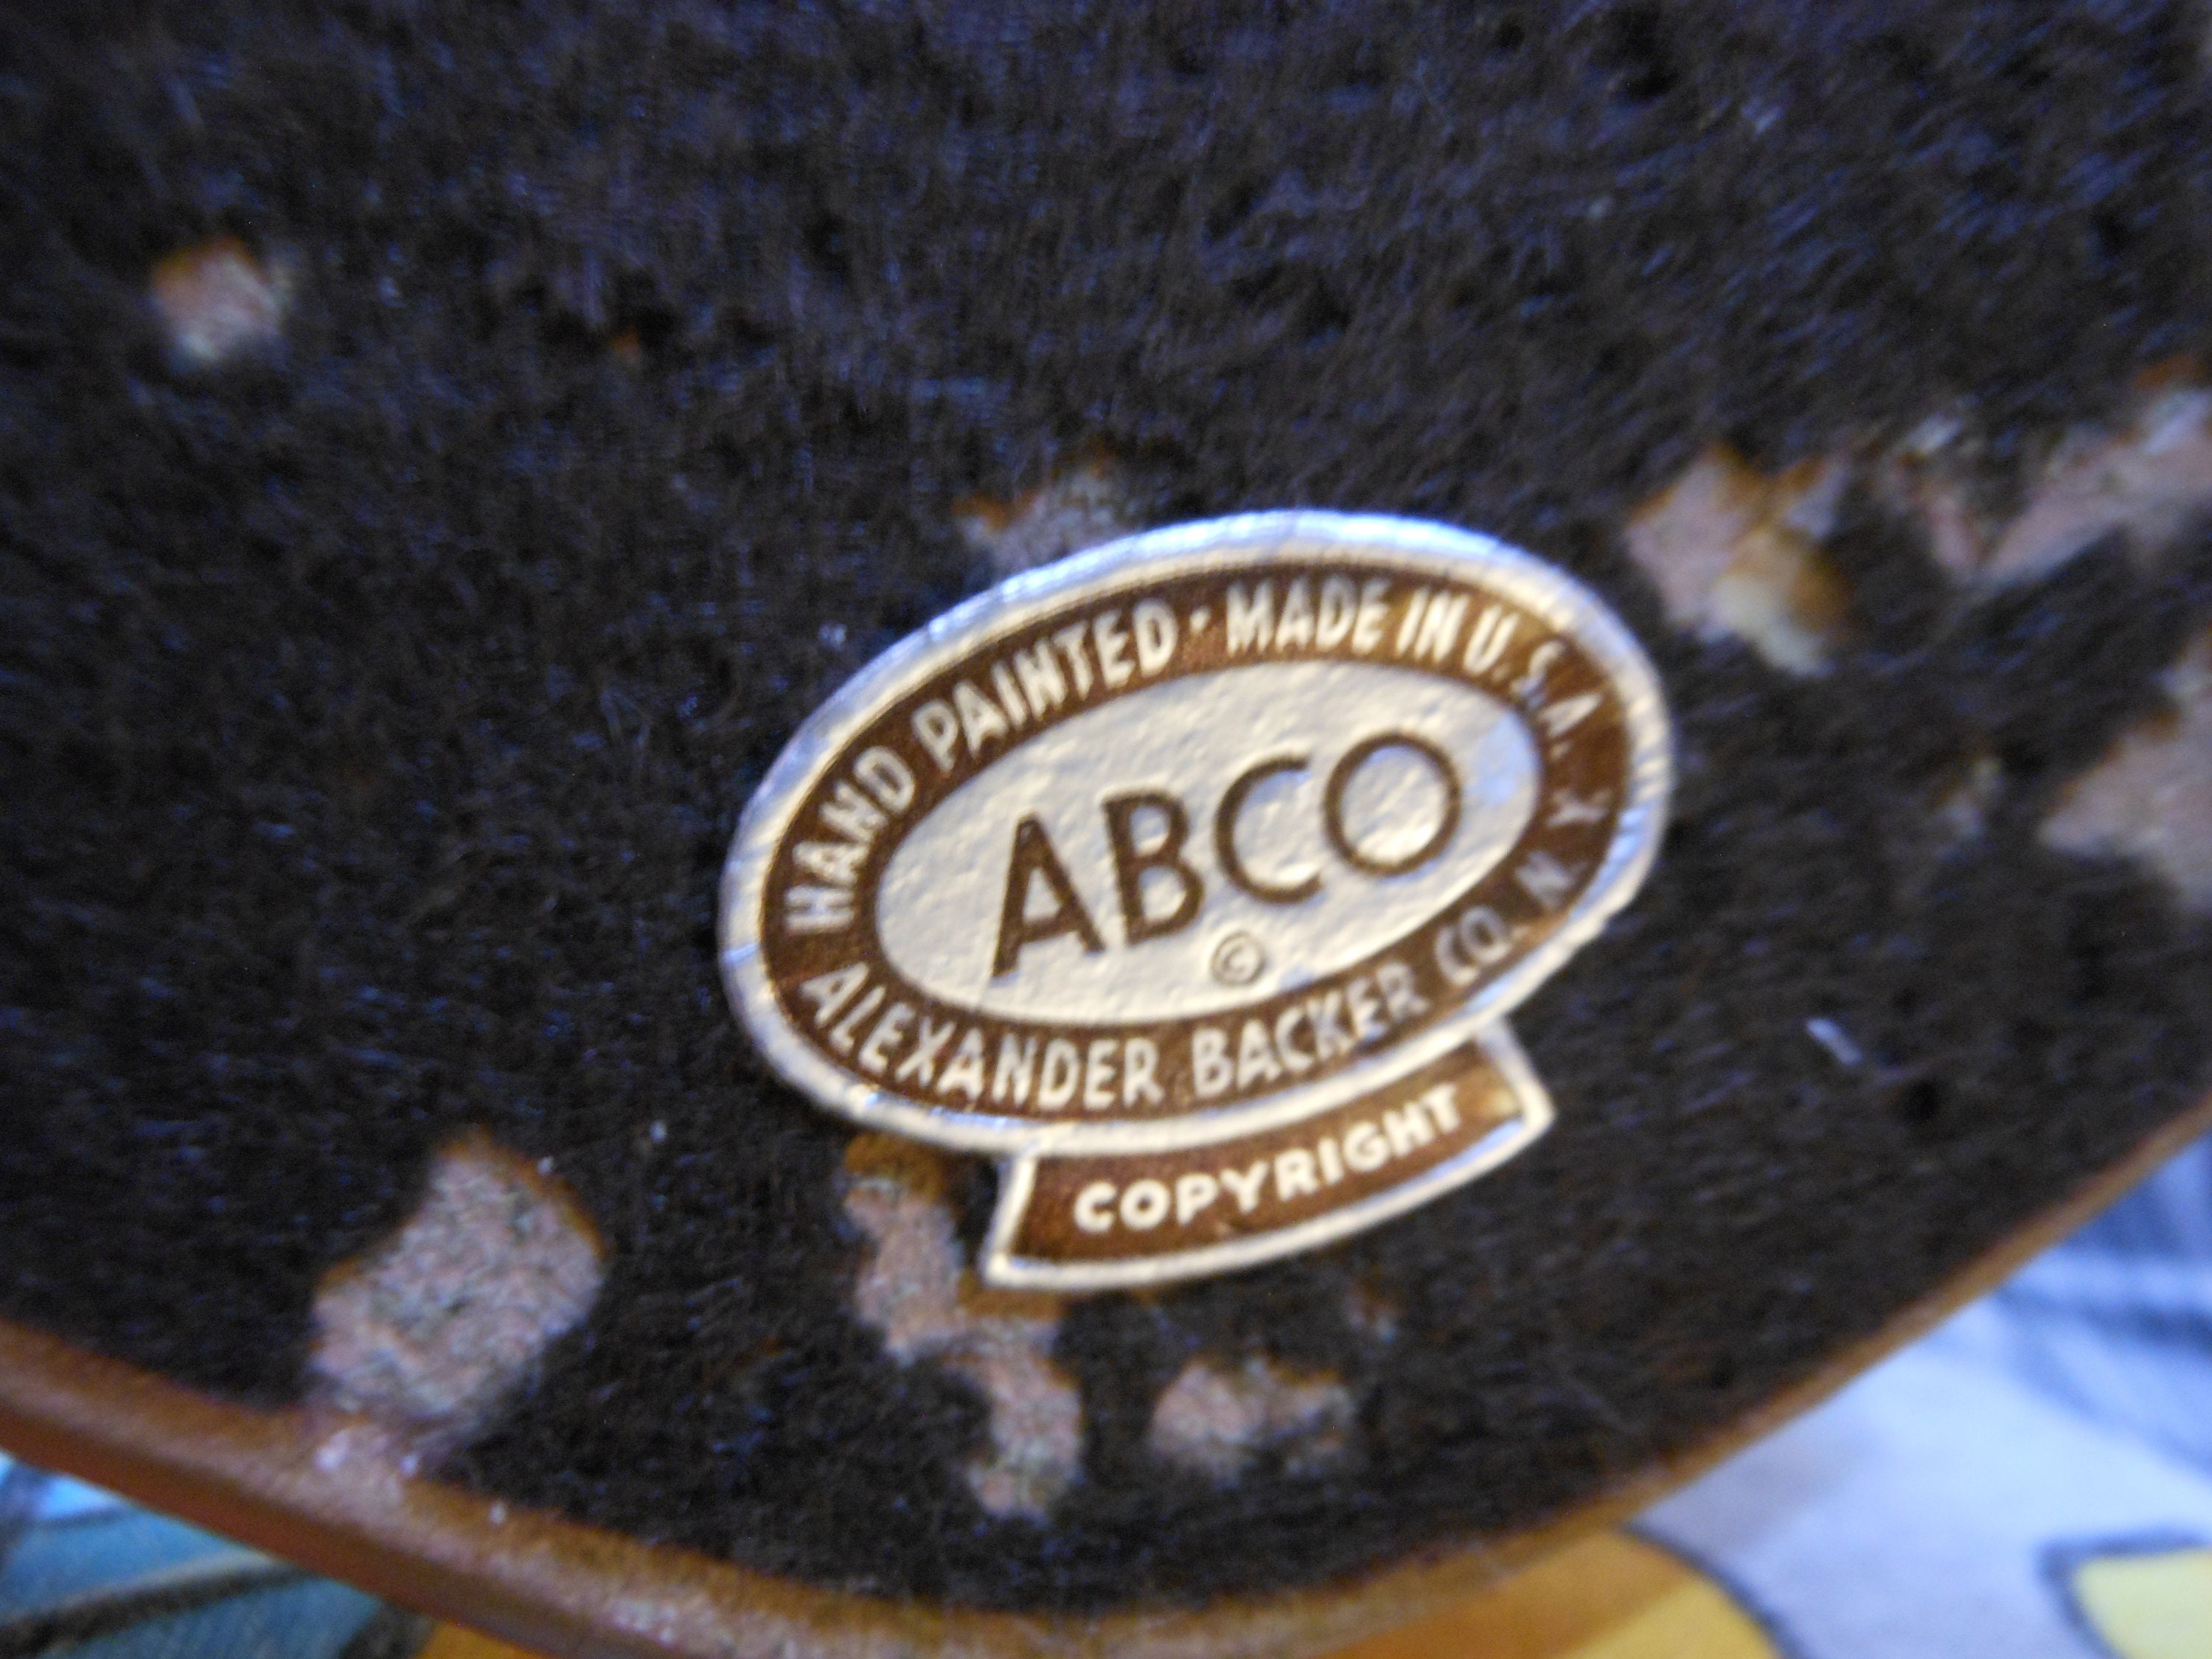 HAND PAINTED · MADE IN U.S.A.
ABCO
©
ALEXANDER BACKER CO. N.Y.
COPYRIGHT